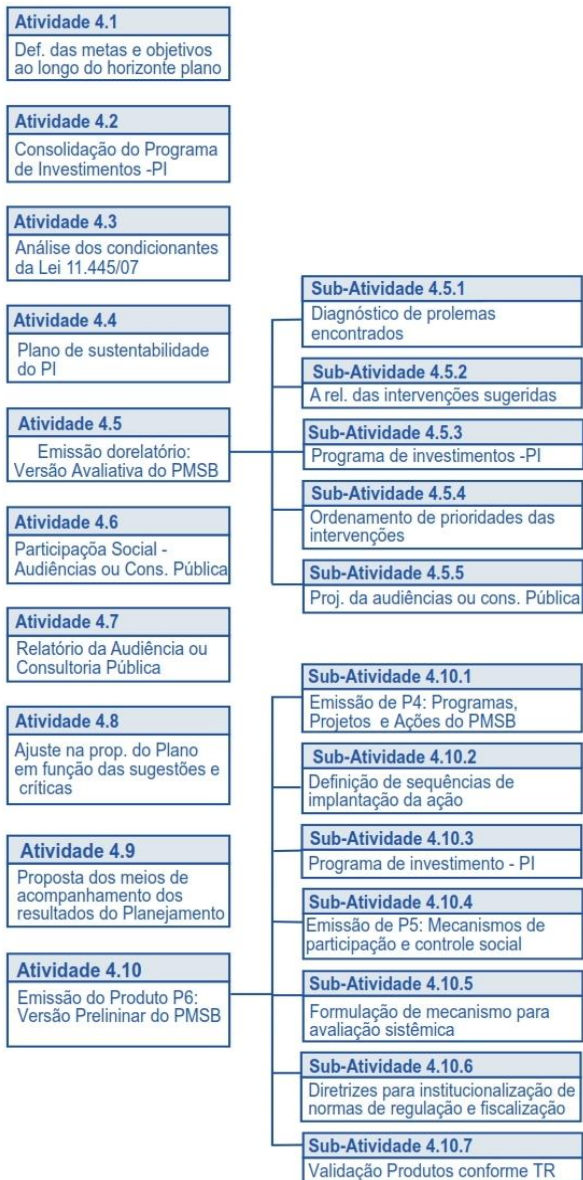 Atividade 4.1
Def. das metas e objetivos
ao longo do horizonte plano
Atividade 4.2
Consolidação do Programa
de Investimentos -PI
Atividade 4.3
Análise dos condicionantes
da Lei 11.445/07
Atividade 4.4
Plano de sustentabilidade
do PI
Atividade 4.5
Emissão dorelatório:
Versão Avaliativa do PMSB
Sub-Atividade 4.5.1
Diagnóstico de prolemas
encontrados
Sub-Atividade 4.5.2
A rel. das intervenções sugeridas
Sub-Atividade 4.5.3
Programa de investimentos -PI
Sub-Atividade 4.5.4
Ordenamento de prioridades das
intervenções
Sub-Atividade 4.5.5
Proj. da audiências ou cons. Pública
Atividade 4.6
Participaçõa Social -
Audiências ou Cons. Pública
Atividade 4.7
Relatório da Audiência ou
Consultoria Pública
Atividade 4.8
Ajuste na prop. do Plano
em função das sugestões e
críticas
Atividade 4.9
Proposta dos meios de
acompanhamento dos
resultados do Planejamento
Atividade 4.10
Emissão do Produto P6:
Versão Prelininar do PMSB
Sub-Atividade 4.10.1
Emissão de P4: Programas,
Projetos e Ações do PMSB
Sub-Atividade 4.10.2
Definição de sequências de
implantação da ação
Sub-Atividade 4.10.3
Programa de investimento - PI
Sub-Atividade 4.10.4
Emissão de P5: Mecanismos de
participação e controle social
Sub-Atividade 4.10.5
Formulação de mecanismo para
avaliação sistêmica
Sub-Atividade 4.10.6
Diretrizes para institucionalização de
normas de regulação e fiscalização
Sub-Atividade 4.10.7
Validação Produtos conforme TR